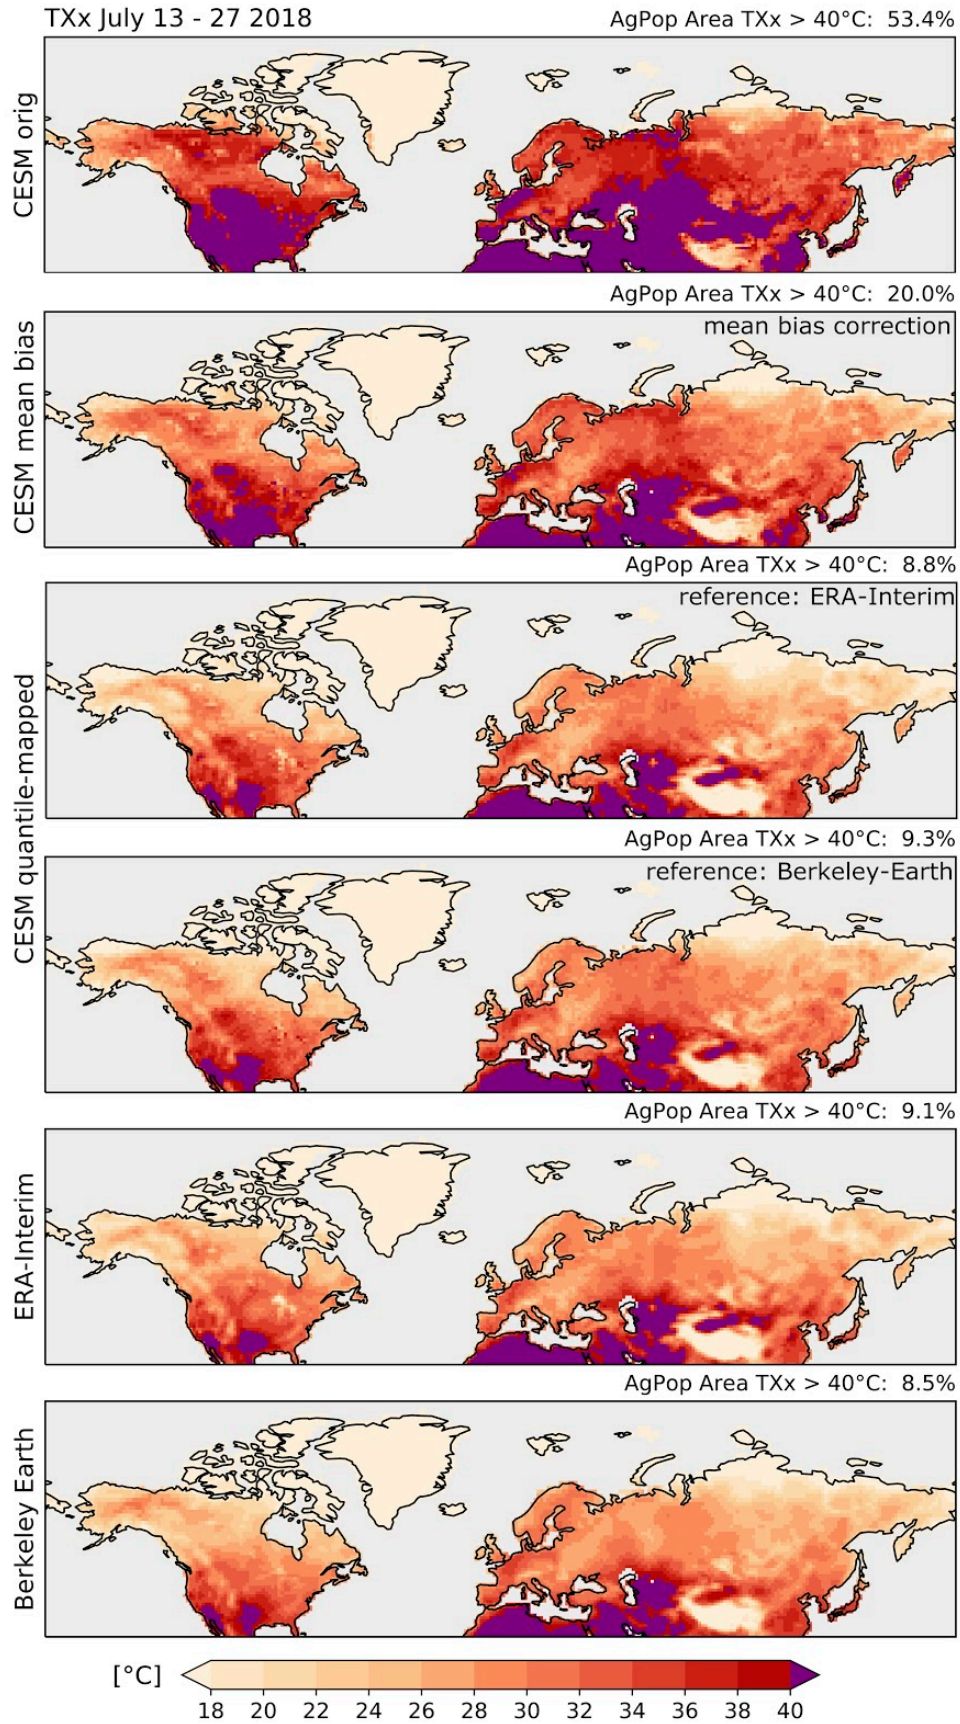 TXx July 13 - 27 2018
AgPop Area TXx > 40°C: 53.4%
CESM orig
AgPop Area TXx > 40°C: 20.0%
mean bias correction
CESM mean bias
AgPop Area TXx > 40°C: 8.8%
reference: ERA-Interim
CESM quantile-mapped
AgPop Area TXx > 40°C: 9.3%
reference: Berkeley-Earth
AgPop Area TXx > 40°C: 9.1%
ERA-Interim
AgPop Area TXx > 40°C: 8.5%
Berkeley Earth
[°C]
18 20 22 24 26 28 30 32 34 36 38 40